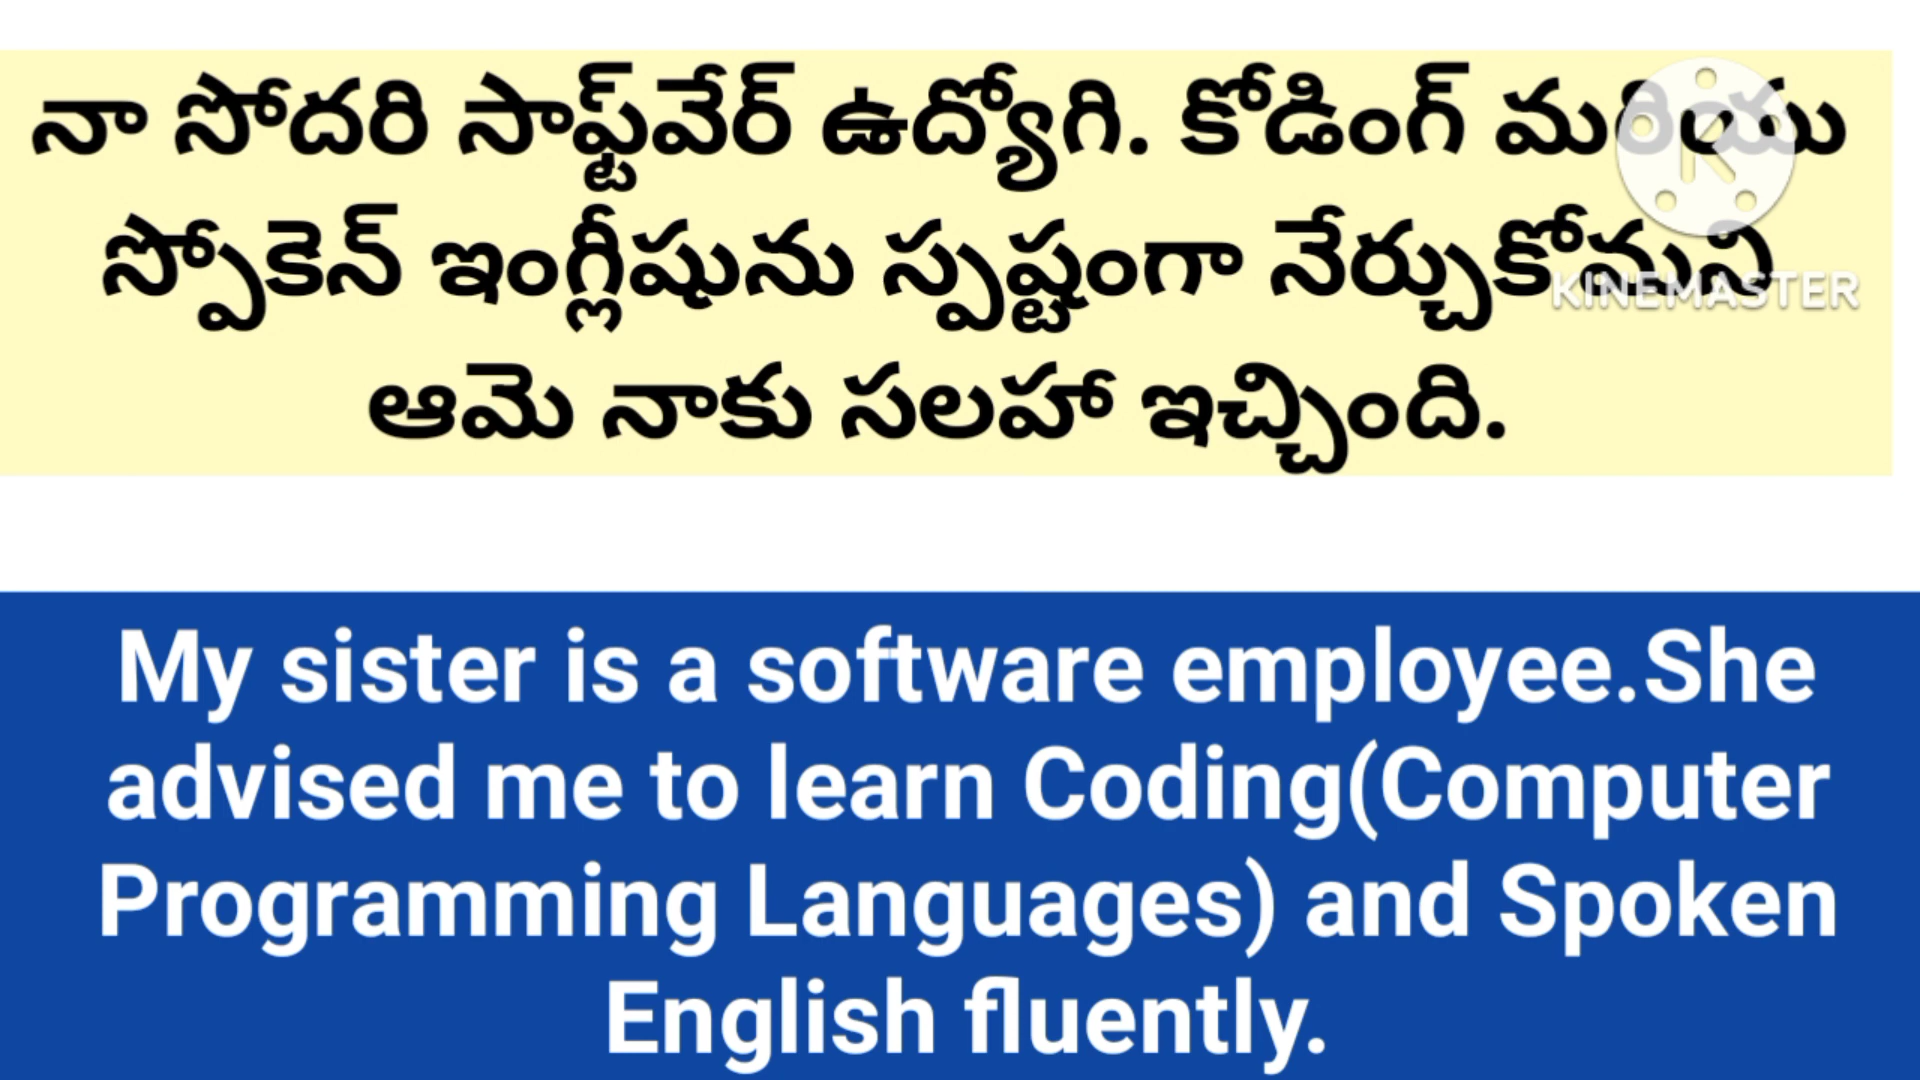 నా సోదరి సాఫ్ట్‌వేర్ ఉద్యోగి. కోడింగ్ మరియు
స్పోకెన్ ఇంగ్లీషును స్పష్టంగా నేర్చుకోమని
KINEMASTER
ఆమె నాకు సలహా ఇచ్చింది.
My sister is a software employee.She
advised me to learn Coding(Computer
Programming Languages) and Spoken
English fluently.